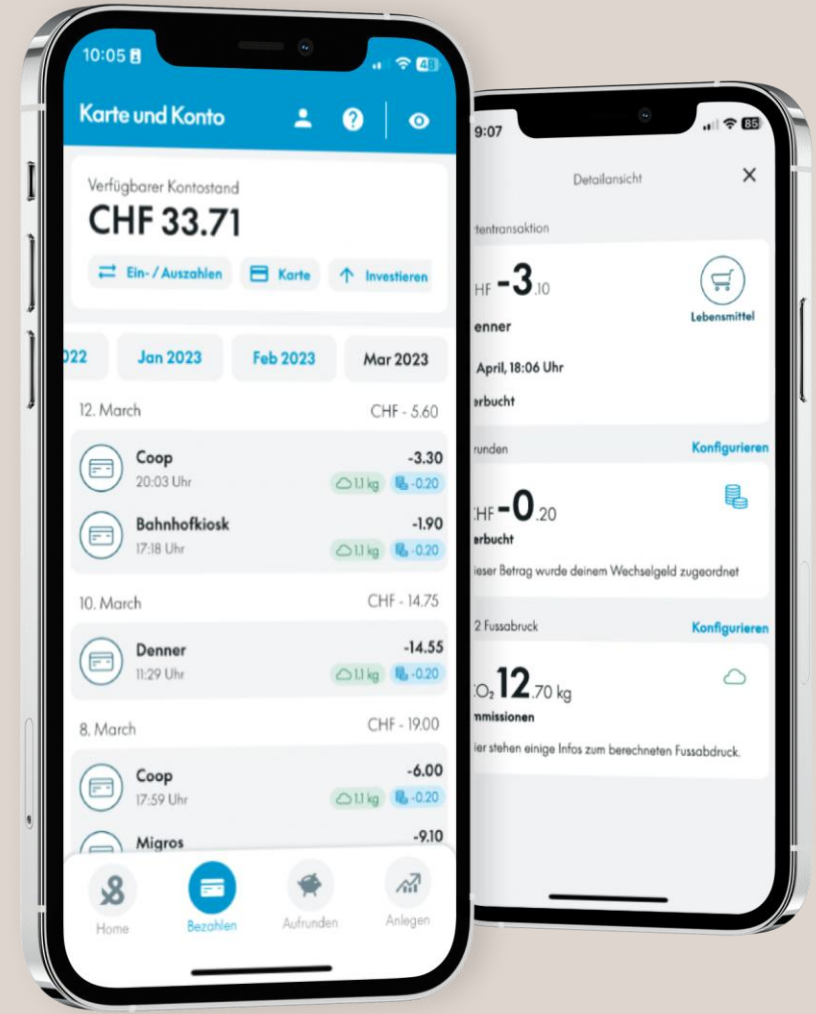 10:05
48
Karte und Konto
Verfügbarer Kontostand
CHF 33.71
Ein- / Auszahlen
Karte
Investieren
022
Jan 2023
Feb 2023
Mar 2023
12. March
CHF - 5.60
Coop
-3.30
20:03 Uhr
1.1 kg
-0.20
Bahnhofkiosk
-1.90
17:18 Uhr
1.1 kg
-0.20
10. March
CHF - 14.75
Denner
-14.55
11:29 Uhr
1.1 kg
-0.20
8. March
CHF - 19.00
Coop
-6.00
17:59 Uhr
1.1 kg
-0.20
Migros
-9.10
Home
Bezahlen
Aufrunden
Anlegen
9:07
85
Detailansicht
tentransaktion
HF -3.10
Lebensmittel
enner
April, 18:06 Uhr
erbucht
runden
Konfigurieren
HF -0.20
erbucht
ieser Betrag wurde deinem Wechselgeld zugeordnet
2 Fussabruck
Konfigurieren
CO₂ 12.70 kg
mmissionen
ier stehen einige Infos zum berechneten Fussabdruck.